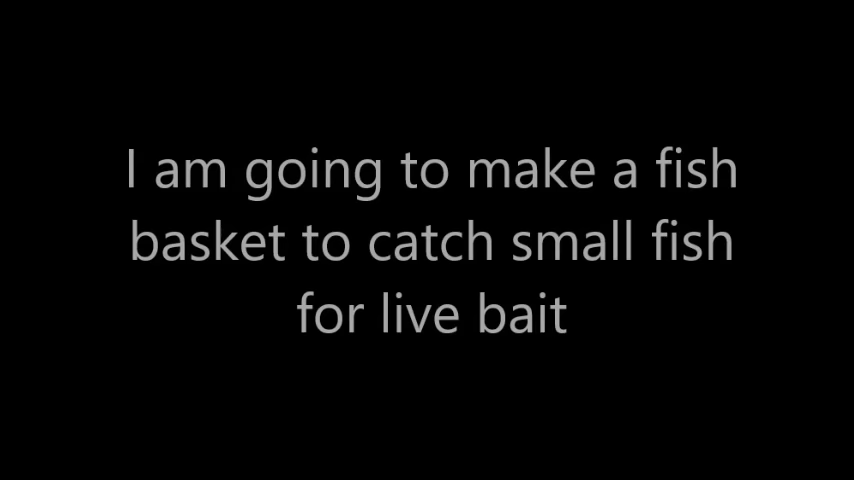 I am going to make a fish
basket to catch small fish
for live bait